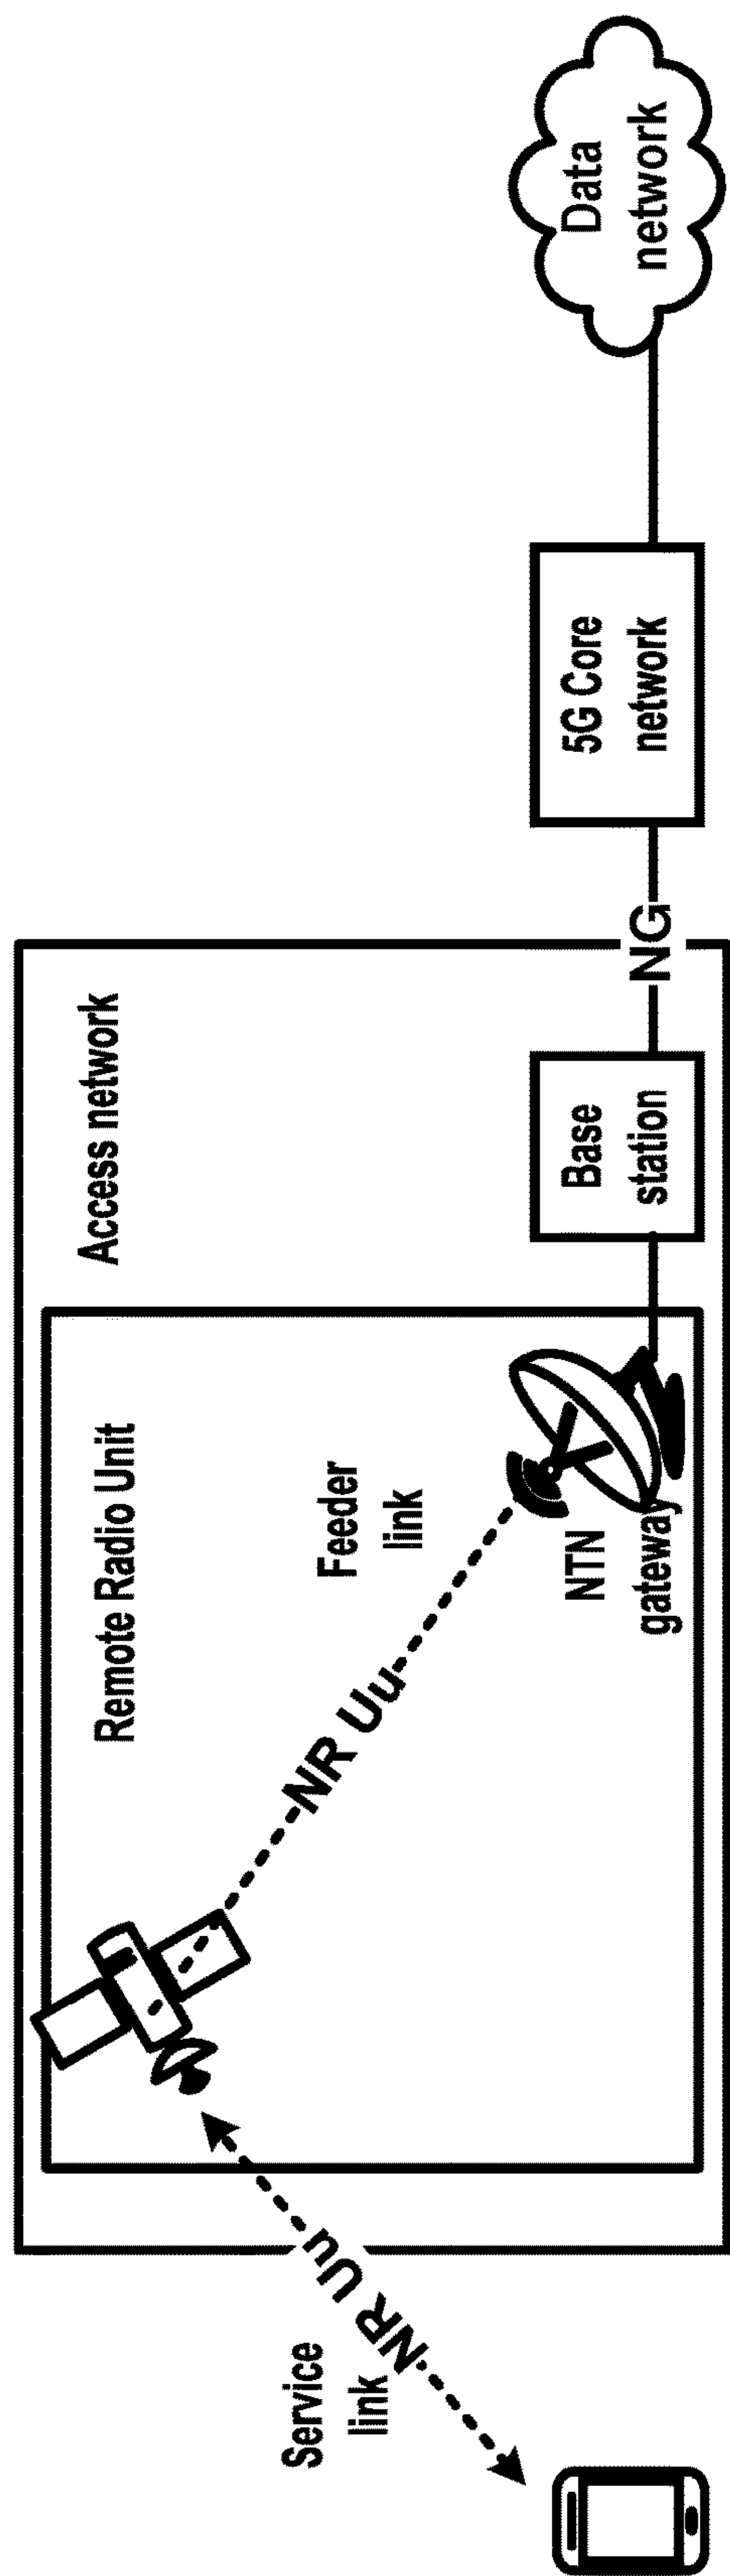 Service
link
NR Uu
Remote Radio Unit
Feeder
link
NR Uu
NTN
gateway
Access network
Base
station
NG
5G Core
network
Data
network